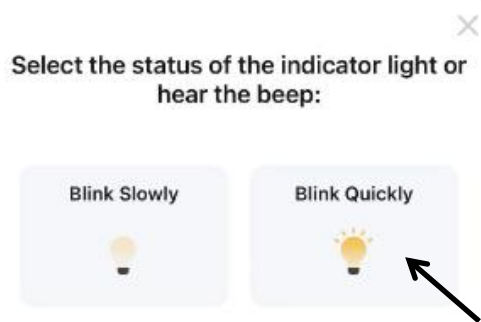 Select the status of the indicator light or
hear the beep:
Blink Slowly
Blink Quickly